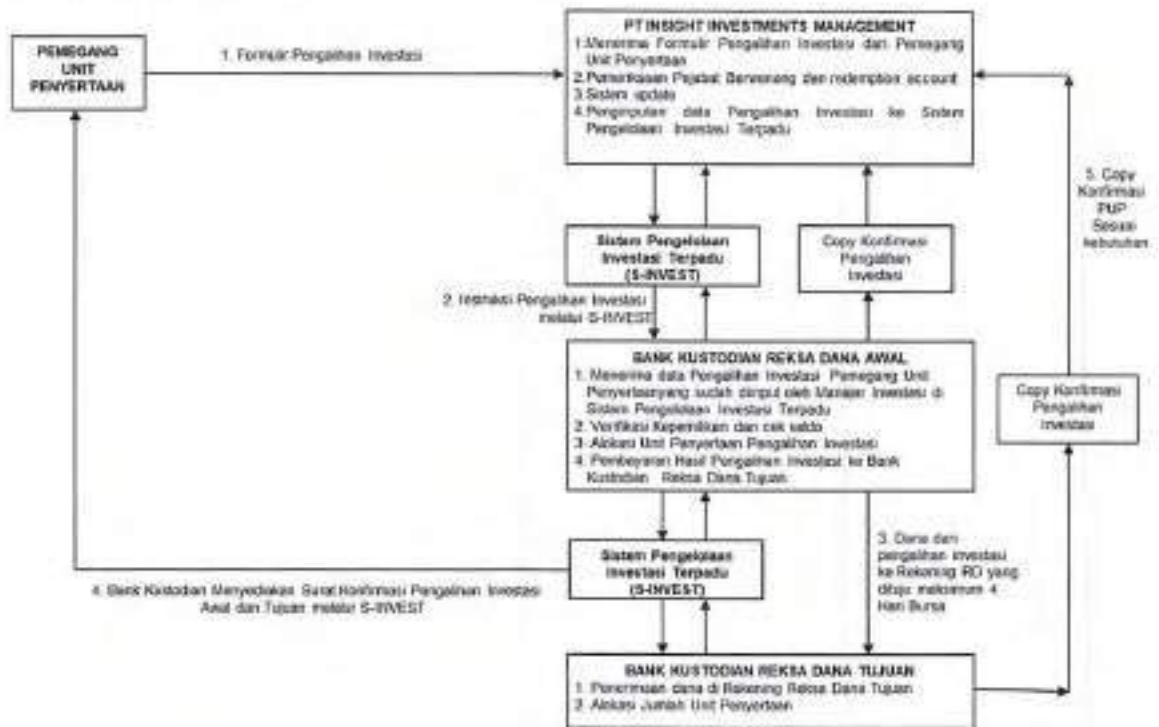 PEMEGANG
UNIT
PENYERTAAN
1. Formulir Pengalihan Investasi
PT INSIGHT INVESTMENTS MANAGEMENT
1.Menerima Formulir Pengalihan Investasi dari Pemegang
Unit Penyertaan
2.Pemeriksaan Pejabat Berwenang dan redemption account
3.Sistem update
4.Penginputan data Pengalihan Investasi ke Sistem
Pengelolaan Investasi Terpadu
5. Copy
Konfirmasi
PUP
Sesuai
kebutuhan
Sistem Pengelolaan
Investasi Terpadu
(S-INVEST)
Copy Konfirmasi
Pengalihan
Investasi
2. Instruksi Pengalihan Investasi
melalui S-INVEST
BANK KUSTODIAN REKSA DANA AWAL
1. Menerima data Pengalihan Investasi Pemegang Unit
Penyertaanyang sudah diinput oleh Manajer Investasi di
Sistem Pengelolaan Investasi Terpadu
2. Verifikasi Kepemilikan dan cek saldo
3. Alokasi Unit Penyertaan Pengalihan Investasi
4. Pembayaran Hasil Pengalihan Investasi ke Bank
Kustodian Reksa Dana Tujuan
Copy Konfirmasi
Pengalihan
Investasi
Sistem Pengelolaan
Investasi Terpadu
(S-INVEST)
3. Dana dari
pengalihan investasi
ke Rekening RD yang
dituju maksimum 4
Hari Bursa
4. Bank Kustodian Menyediakan Surat Konfirmasi Pengalihan Investasi
Awal dan Tujuan melalui S-INVEST
BANK KUSTODIAN REKSA DANA TUJUAN
1. Penerimaan dana di Rekening Reksa Dana Tujuan
2. Alokasi Jumlah Unit Penyertaan